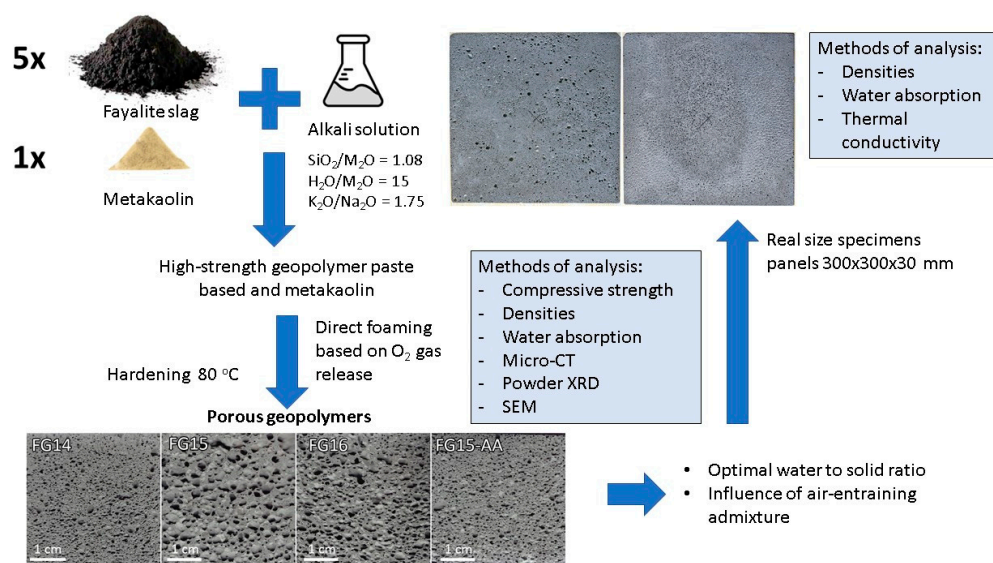 5x
Fayalite slag
1x
Metakaolin
Alkali solution
SiO₂/M₂O = 1.08
H₂O/M₂O = 15
K₂O/Na₂O = 1.75
High-strength geopolymer paste
based and metakaolin
Direct foaming
based on O₂ gas
release
Hardening 80 °C
Porous geopolymers
FG14
FG15
FG16
FG15-AA
1 cm
1 cm
1 cm
1 cm
Optimal water to solid ratio
Influence of air-entraining
admixture
Methods of analysis:
- Compressive strength
- Densities
- Water absorption
- Micro-CT
- Powder XRD
- SEM
Real size specimens
panels 300x300x30 mm
Methods of analysis:
- Densities
- Water absorption
- Thermal
conductivity